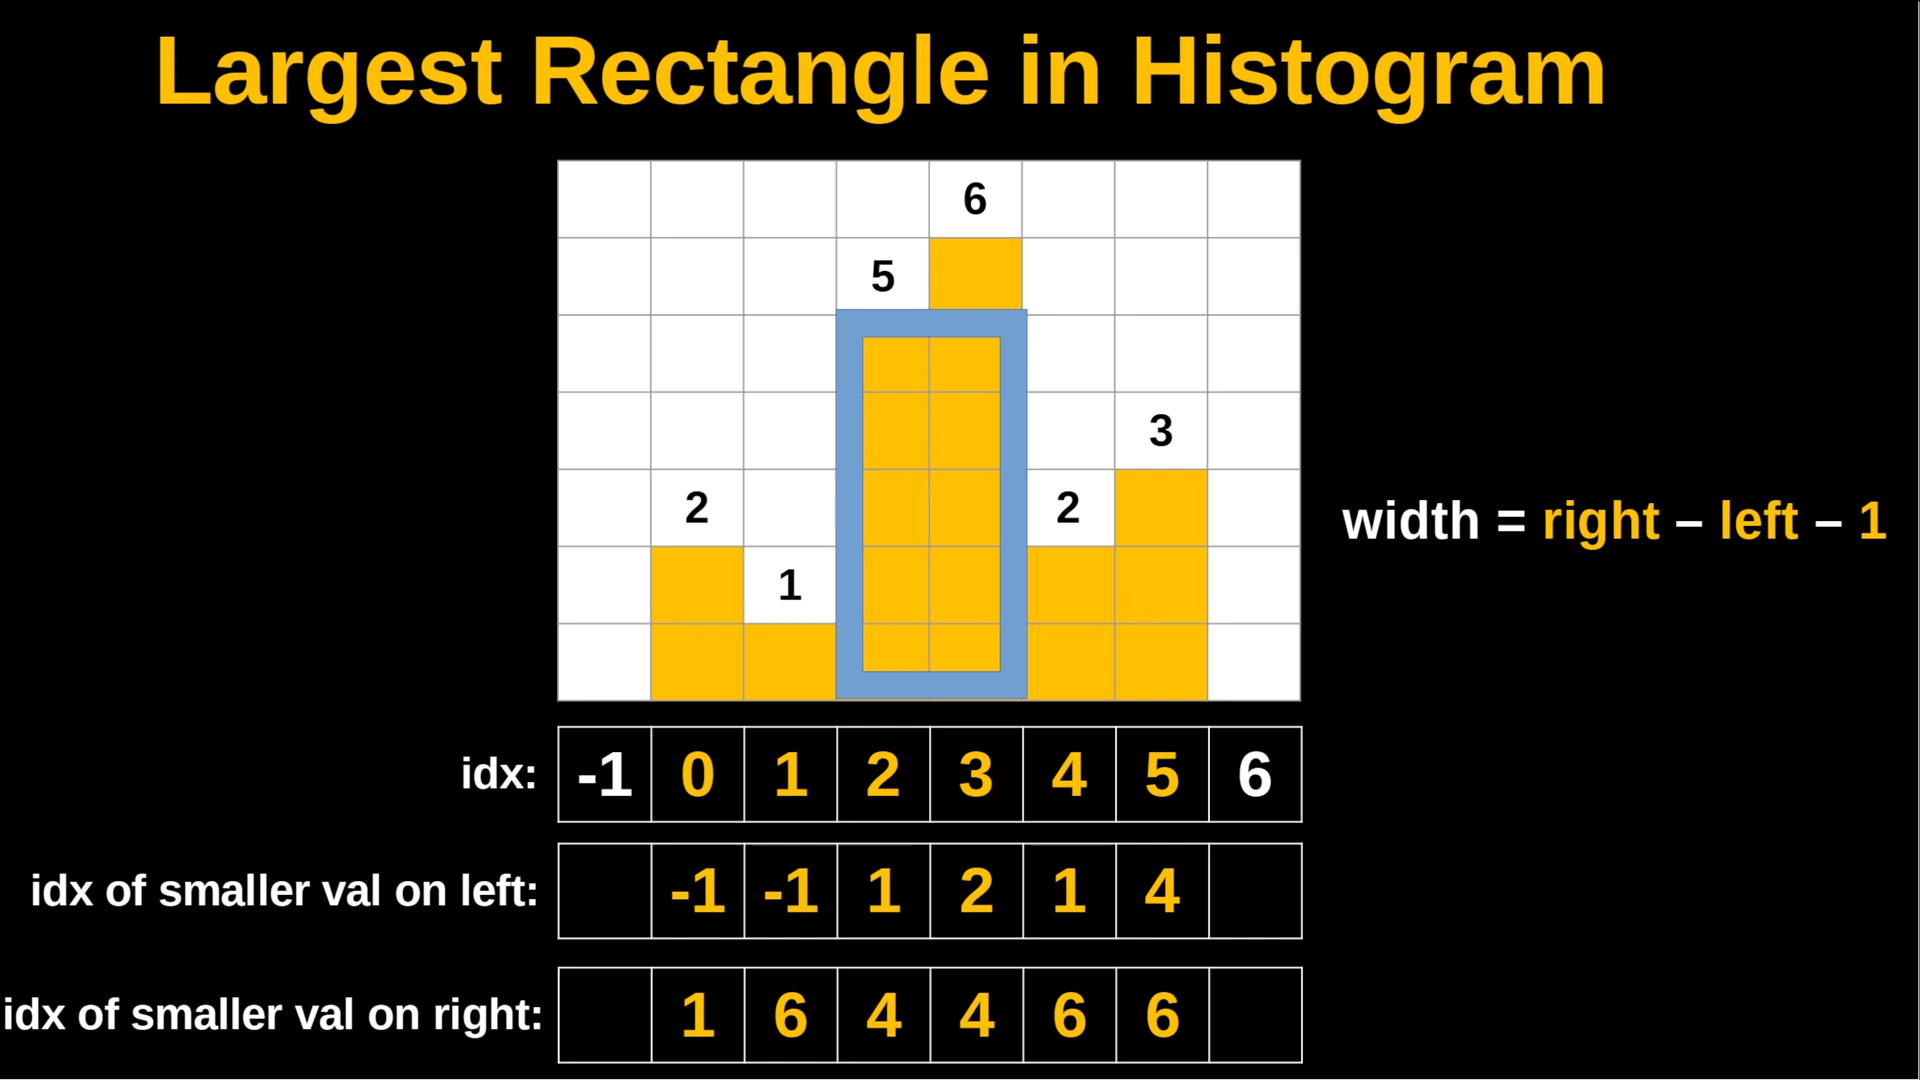 Largest Rectangle in Histogram
6
5
3
2
2
width = right – left – 1
1
idx: -1 0 1 2 3 4 5 6
idx of smaller val on left: -1 -1 1 2 1 4
idx of smaller val on right: 1 6 4 4 6 6